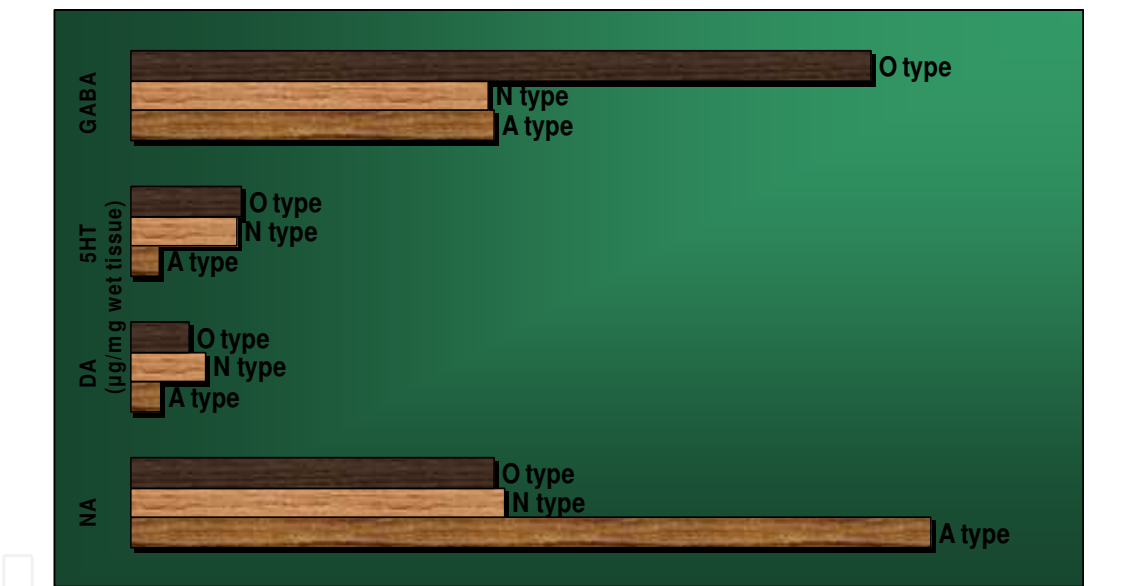 GABA
O type
N type
A type
5HT
O type
N type
A type
(µg/mg wet tissue)
DA
O type
N type
A type
NA
O type
N type
A type